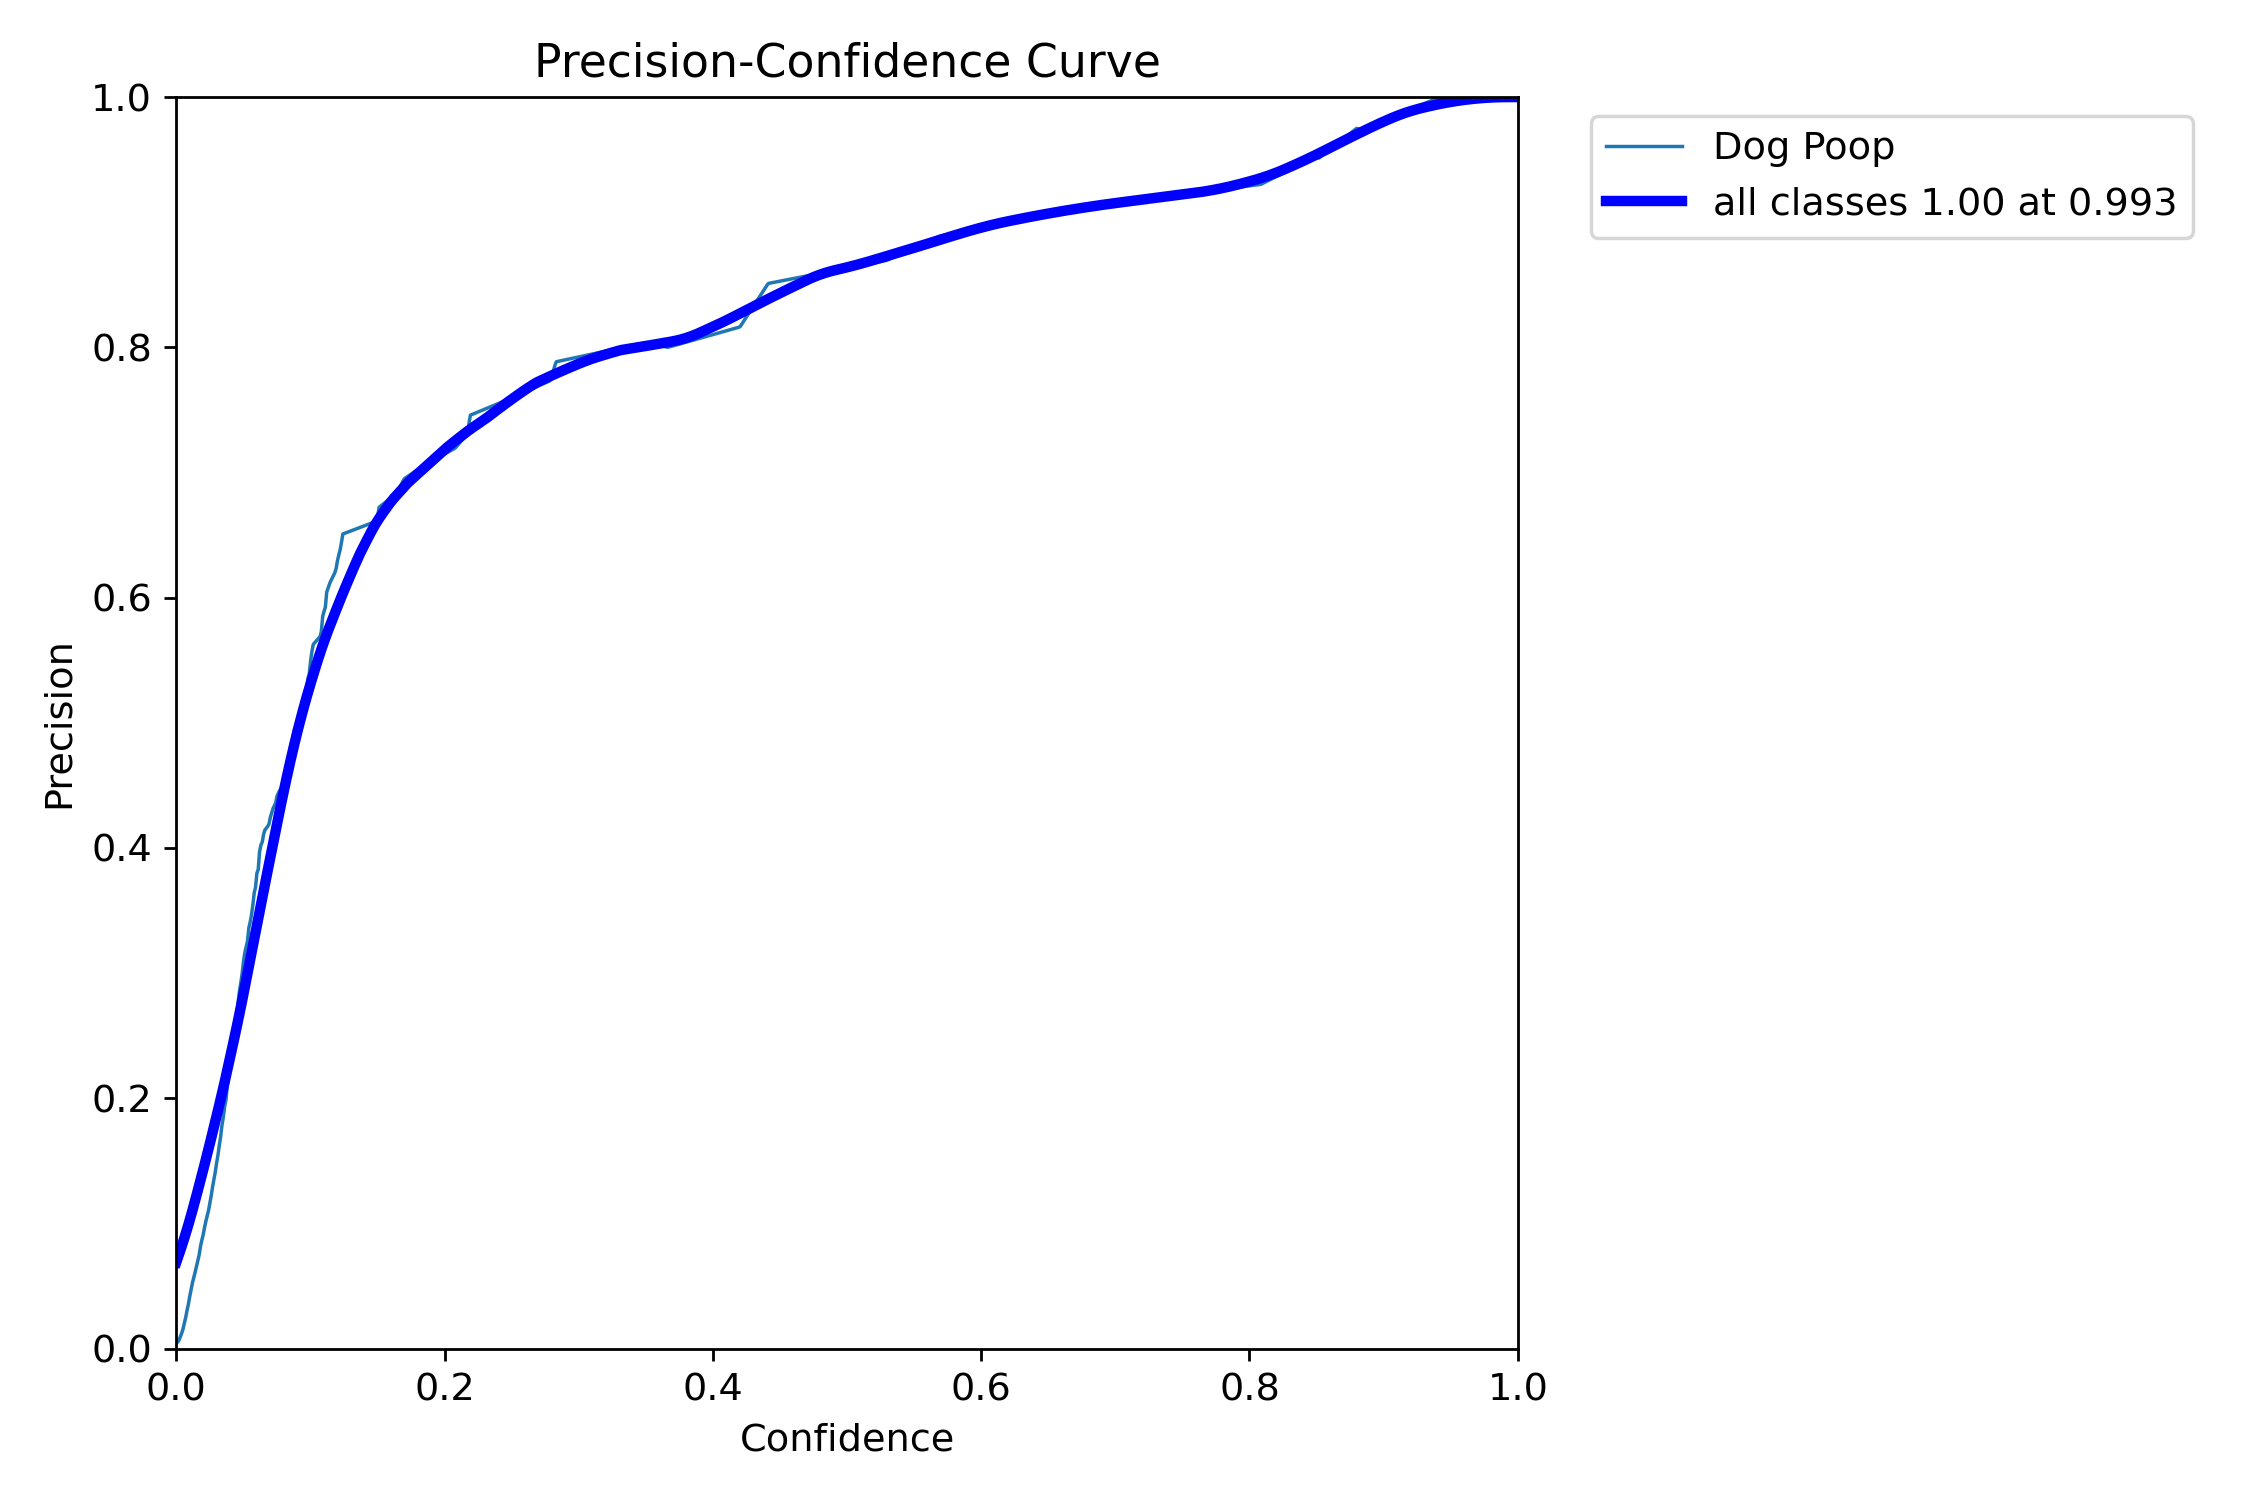 Precision-Confidence Curve
1.0
0.8
0.6
0.4
0.2
0.0
Precision
0.0 0.2 0.4 0.6 0.8 1.0
Confidence
Dog Poop
all classes 1.00 at 0.993